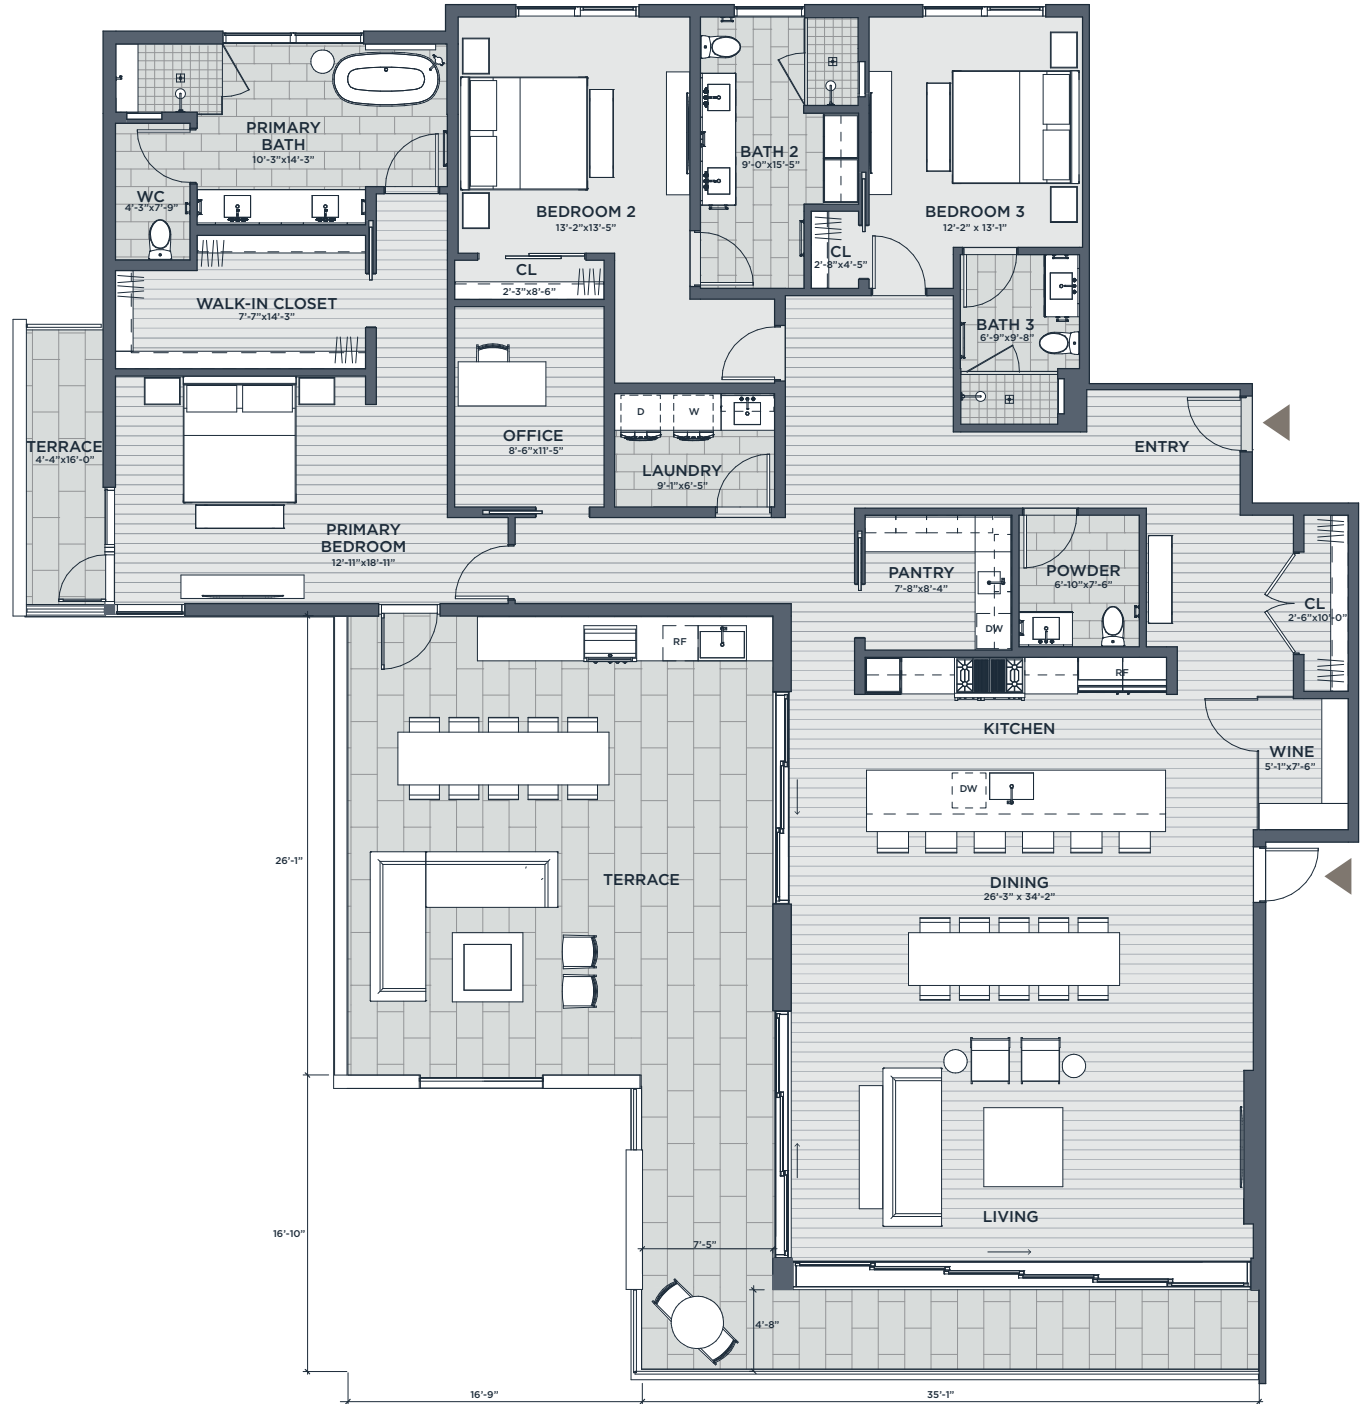 PRIMARY
BATH
10'-3"x14'-3"
BATH 2
9'-0"x15'-5"
WC
4'-3"x7'-9"
BEDROOM 2
13'-2"x13'-5"
BEDROOM 3
12'-2" x 13'-1"
CL
2'-8"x4'-5"
CL
2'-3"x8'-6"
WALK-IN CLOSET
7'-7"x14'-3"
BATH 3
6'-9"x9'-8"
D
W
TERRACE
4'-4"x16'-0"
OFFICE
8'-6"x11'-5"
ENTRY
LAUNDRY
9'-1"x6'-5"
PRIMARY
BEDROOM
12'-11"x18'-11"
PANTRY
7'-8"x8'-4"
POWDER
6'-10"x7'-6"
CL
2'-6"x10'-0"
DW
RF
RF
KITCHEN
WINE
5'-1"x7'-6"
DW
26'-1"
TERRACE
DINING
26'-3" x 34'-2"
LIVING
16'-10"
7'-5"
4'-8"
16'-9"
35'-1"